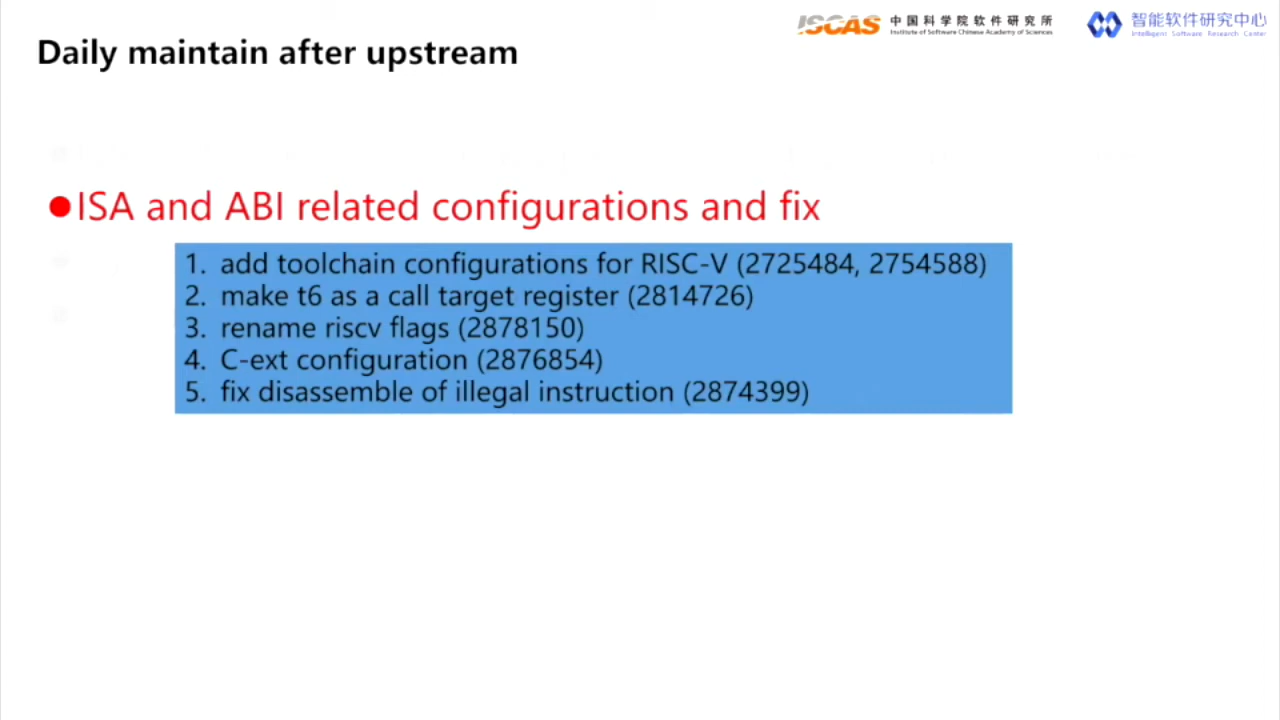 ISCAS 中国科学院软件研究所
Institute of Software Chinese Academy of Sciences
智能软件研究中心
Intelligent Software Research Center
Daily maintain after upstream
●ISA and ABI related configurations and fix
1. add toolchain configurations for RISC-V (2725484, 2754588)
2. make t6 as a call target register (2814726)
3. rename riscv flags (2878150)
4. C-ext configuration (2876854)
5. fix disassemble of illegal instruction (2874399)